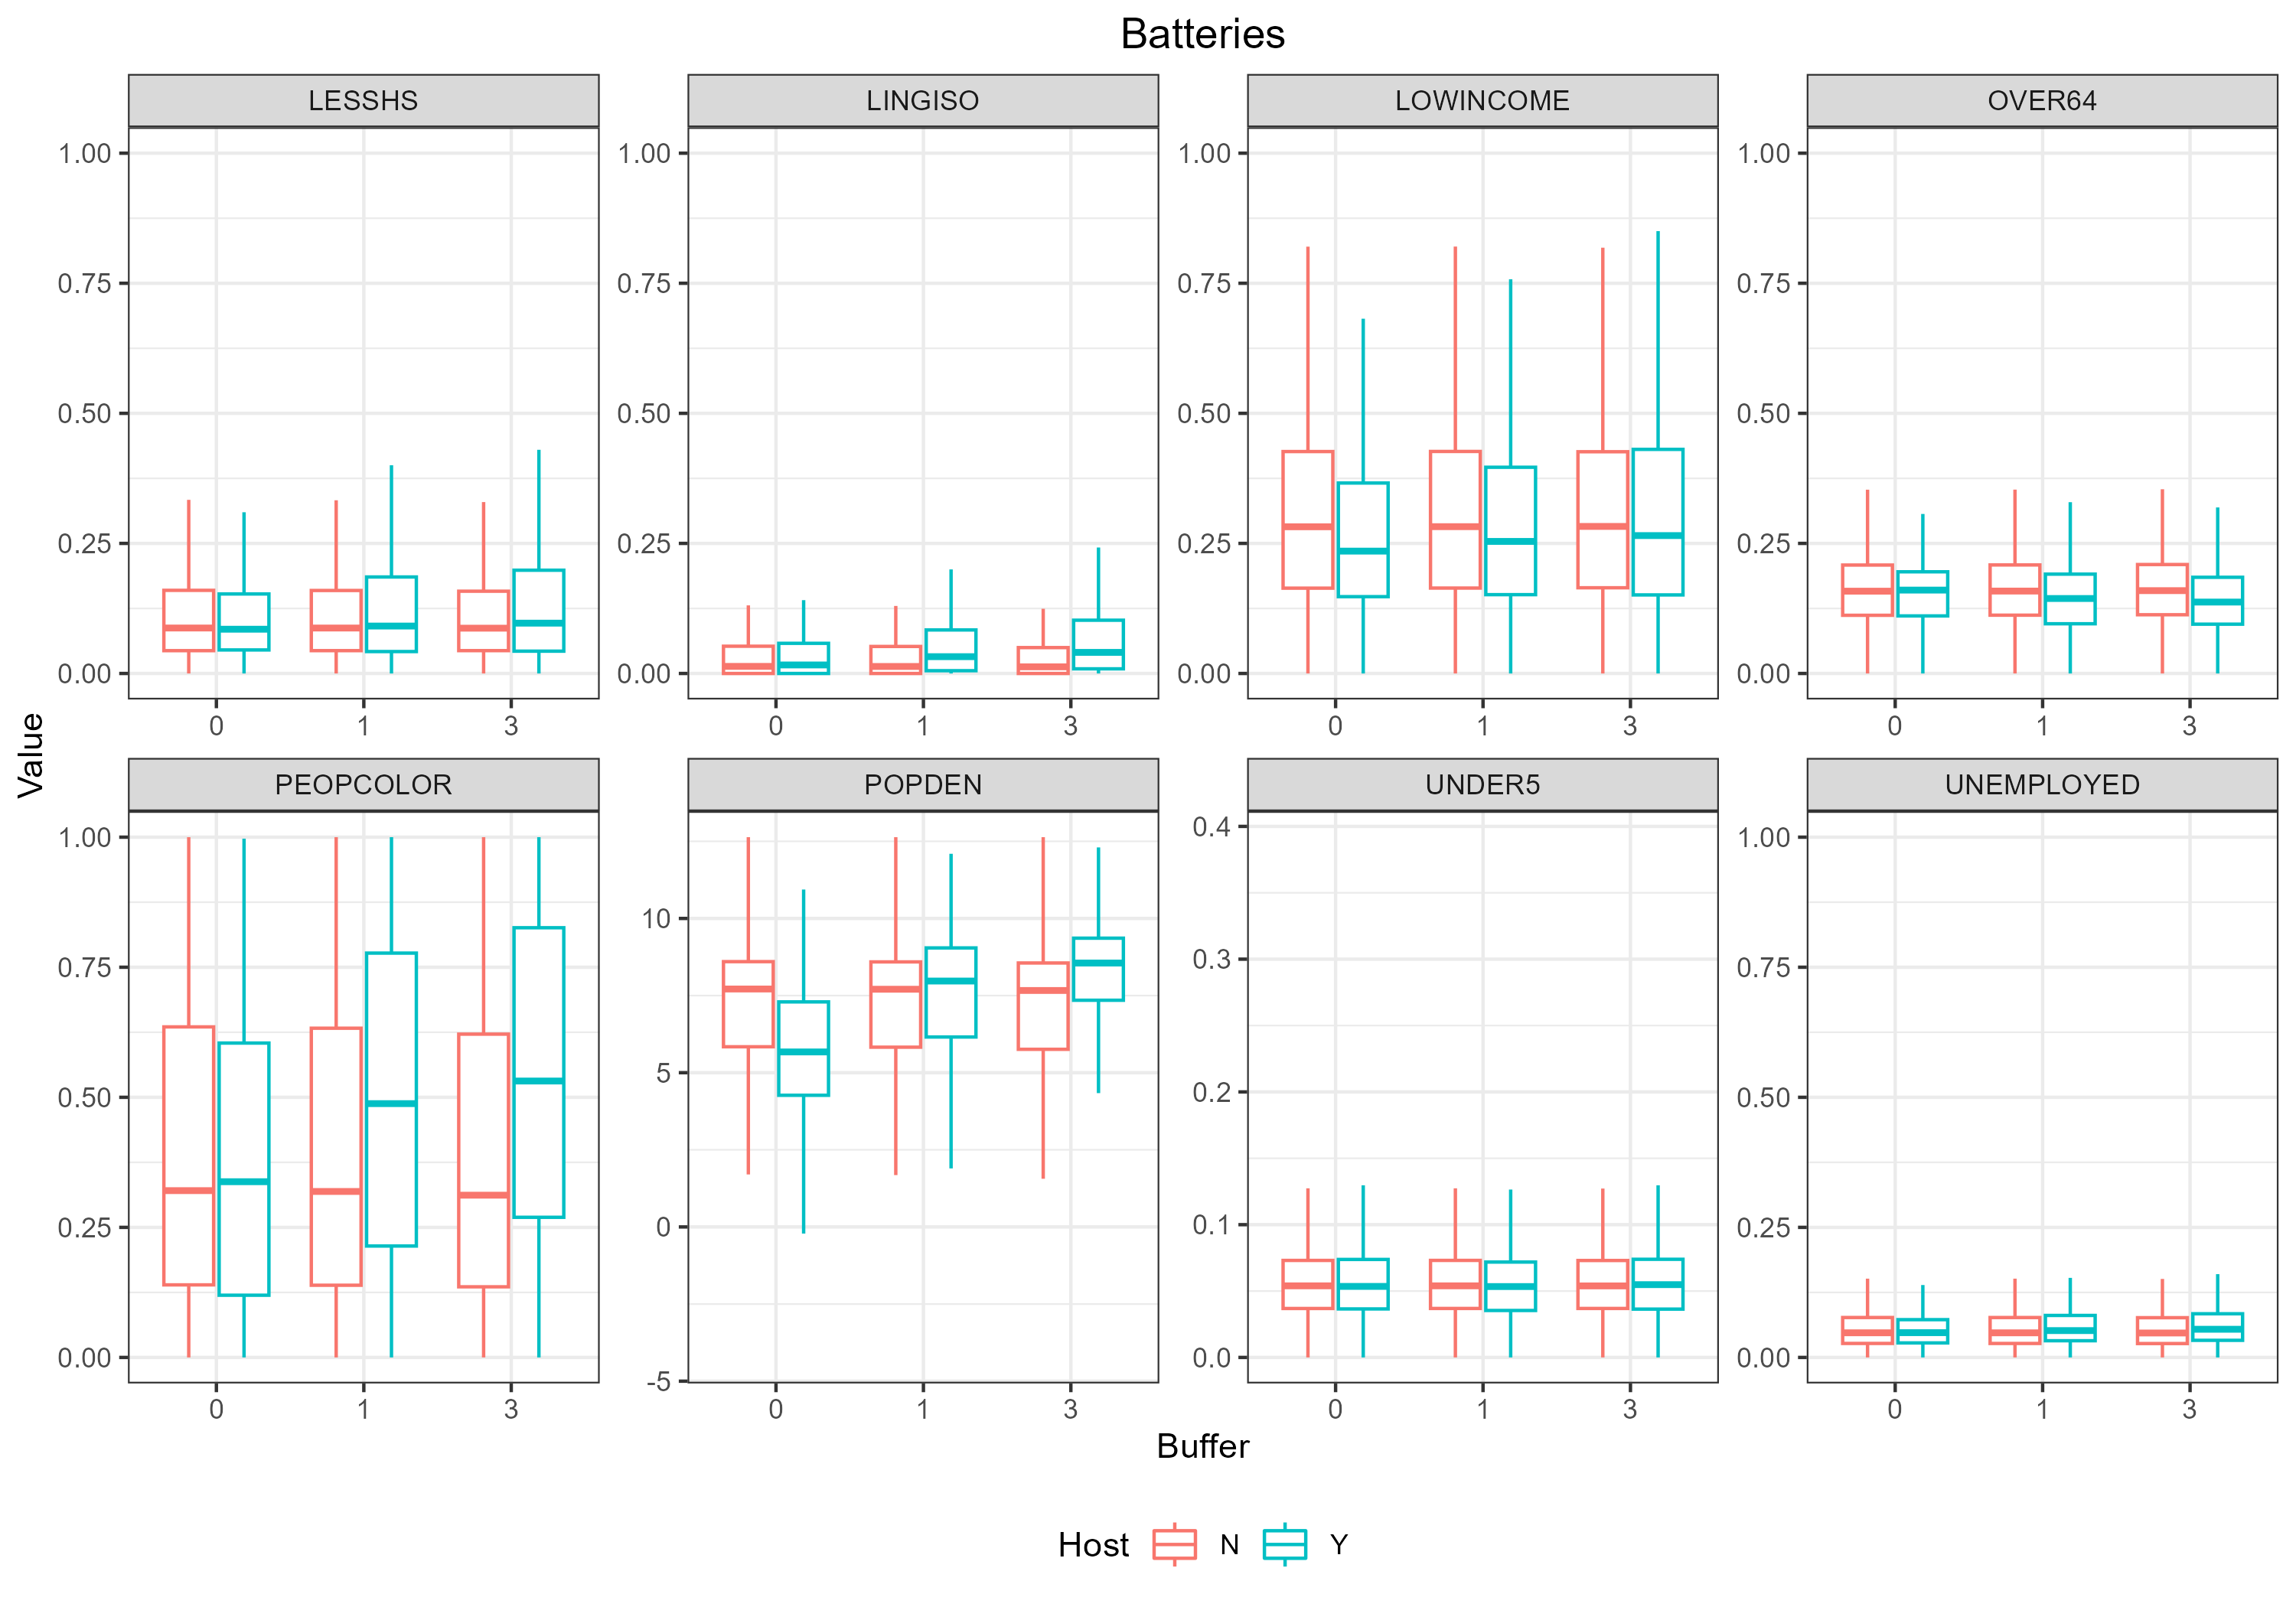 Batteries
LESSHS LINGISO LOWINCOME OVER64
1.00 1.00 1.00 1.00
0.75 0.75 0.75 0.75
0.50 0.50 0.50 0.50
0.25 0.25 0.25 0.25
0.00 0.00 0.00 0.00
0 1 3 0 1 3 0 1 3 0 1 3
Value
PEOPCOLOR POPDEN UNDER5 UNEMPLOYED
1.00 10 0.4 1.00
0.75 5 0.3 0.75
0.50 0 0.2 0.50
0.25 -5 0.1 0.25
0.00 0.0 0.00
0 1 3 0 1 3 0 1 3 0 1 3
Buffer
Host N Y